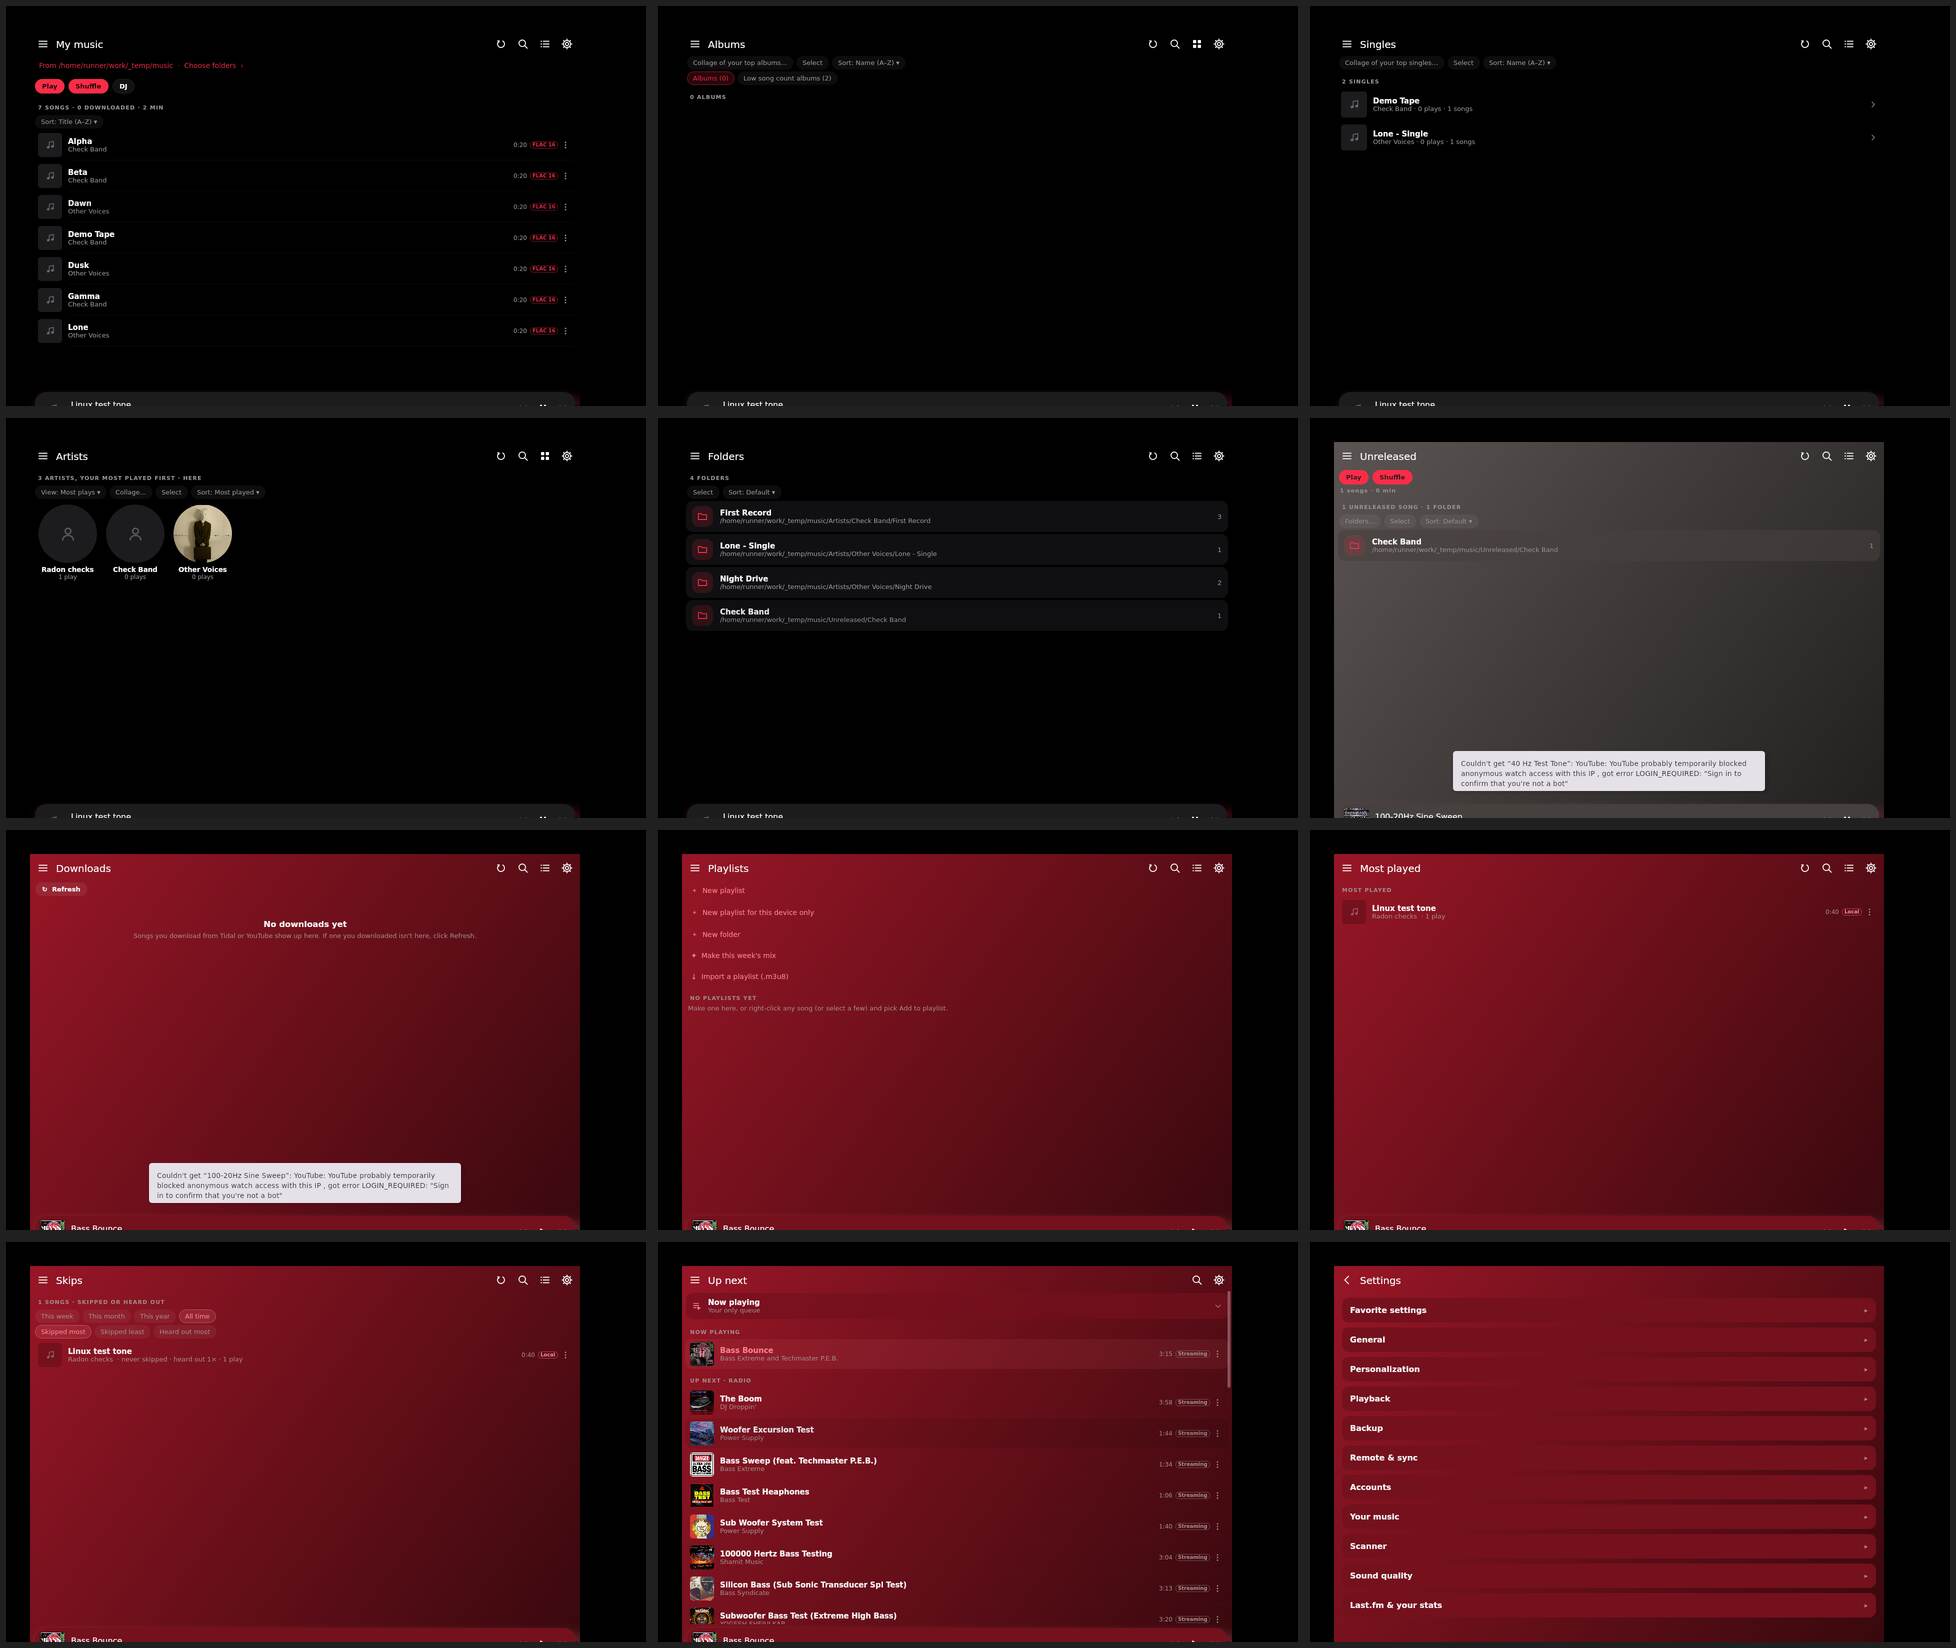 My music
From /home/runner/work/_temp/music · Choose folders ›
Play Shuffle DJ
7 SONGS · 0 DOWNLOADED · 2 MIN
Sort: Title (A–Z) ▾
Alpha
Check Band
0:20 FLAC 16
Beta
Check Band
0:20 FLAC 16
Dawn
Other Voices
0:20 FLAC 16
Demo Tape
Check Band
0:20 FLAC 16
Dusk
Other Voices
0:20 FLAC 16
Gamma
Check Band
0:20 FLAC 16
Lone
Other Voices
0:20 FLAC 16
Linux test tone
Albums
Collage of your top albums... Select Sort: Name (A–Z) ▾
Albums (0) Low song count albums (2)
0 ALBUMS
Linux test tone
Singles
Collage of your top singles... Select Sort: Name (A–Z) ▾
2 SINGLES
Demo Tape
Check Band · 0 plays · 1 songs
Lone - Single
Other Voices · 0 plays · 1 songs
Linux test tone
Artists
3 ARTISTS, YOUR MOST PLAYED FIRST · HERE
View: Most plays ▾ Collage... Select Sort: Most played ▾
Radon checks
1 play
Check Band
0 plays
Other Voices
0 plays
Linux test tone
Folders
4 FOLDERS
Select Sort: Default ▾
First Record
/home/runner/work/_temp/music/Artists/Check Band/First Record
3
Lone - Single
/home/runner/work/_temp/music/Artists/Other Voices/Lone - Single
1
Night Drive
/home/runner/work/_temp/music/Artists/Other Voices/Night Drive
2
Check Band
/home/runner/work/_temp/music/Unreleased/Check Band
1
Linux test tone
Unreleased
Play Shuffle
1 songs · 0 min
1 UNRELEASED SONG · 1 FOLDER
Folders... Select Sort: Default ▾
Check Band
/home/runner/work/_temp/music/Unreleased/Check Band
1
Couldn't get "40 Hz Test Tone": YouTube: YouTube probably temporarily blocked
anonymous watch access with this IP , got error LOGIN_REQUIRED: "Sign in to
confirm that you're not a bot"
100-20Hz Sine Sweep
Downloads
↻ Refresh
No downloads yet
Songs you download from Tidal or YouTube show up here. If one you downloaded isn't here, click Refresh.
Couldn't get "100-20Hz Sine Sweep": YouTube: YouTube probably temporarily
blocked anonymous watch access with this IP , got error LOGIN_REQUIRED: "Sign
in to confirm that you're not a bot"
Bass Bounce
Playlists
+ New playlist
+ New playlist for this device only
+ New folder
✦ Make this week's mix
↓ Import a playlist (.m3u8)
NO PLAYLISTS YET
Make one here, or right-click any song (or select a few) and pick Add to playlist.
Bass Bounce
Most played
MOST PLAYED
Linux test tone
Radon checks · 1 play
0:40 Local
Bass Bounce
Skips
1 SONGS · SKIPPED OR HEARD OUT
This week This month This year All time
Skipped most Skipped least Heard out most
Linux test tone
Radon checks · never skipped · heard out 1× · 1 play
0:40 Local
Bass Bounce
Up next
Now playing
Your only queue
NOW PLAYING
Bass Bounce
Bass Extreme and Techmaster P.E.B.
3:15 Streaming
UP NEXT · RADIO
The Boom
DJ Droppin'
3:58 Streaming
Woofer Excursion Test
Power Supply
1:44 Streaming
Bass Sweep (feat. Techmaster P.E.B.)
Bass Extreme
1:34 Streaming
Bass Test Heaphones
Bass Test
1:06 Streaming
Sub Woofer System Test
Power Supply
1:40 Streaming
100000 Hertz Bass Testing
Shamit Music
3:04 Streaming
Silicon Bass (Sub Sonic Transducer Spl Test)
Bass Syndicate
3:13 Streaming
Subwoofer Bass Test (Extreme High Bass)
3:20 Streaming
Bass Bounce
Settings
Favorite settings
General
Personalization
Playback
Backup
Remote & sync
Accounts
Your music
Scanner
Sound quality
Last.fm & your stats